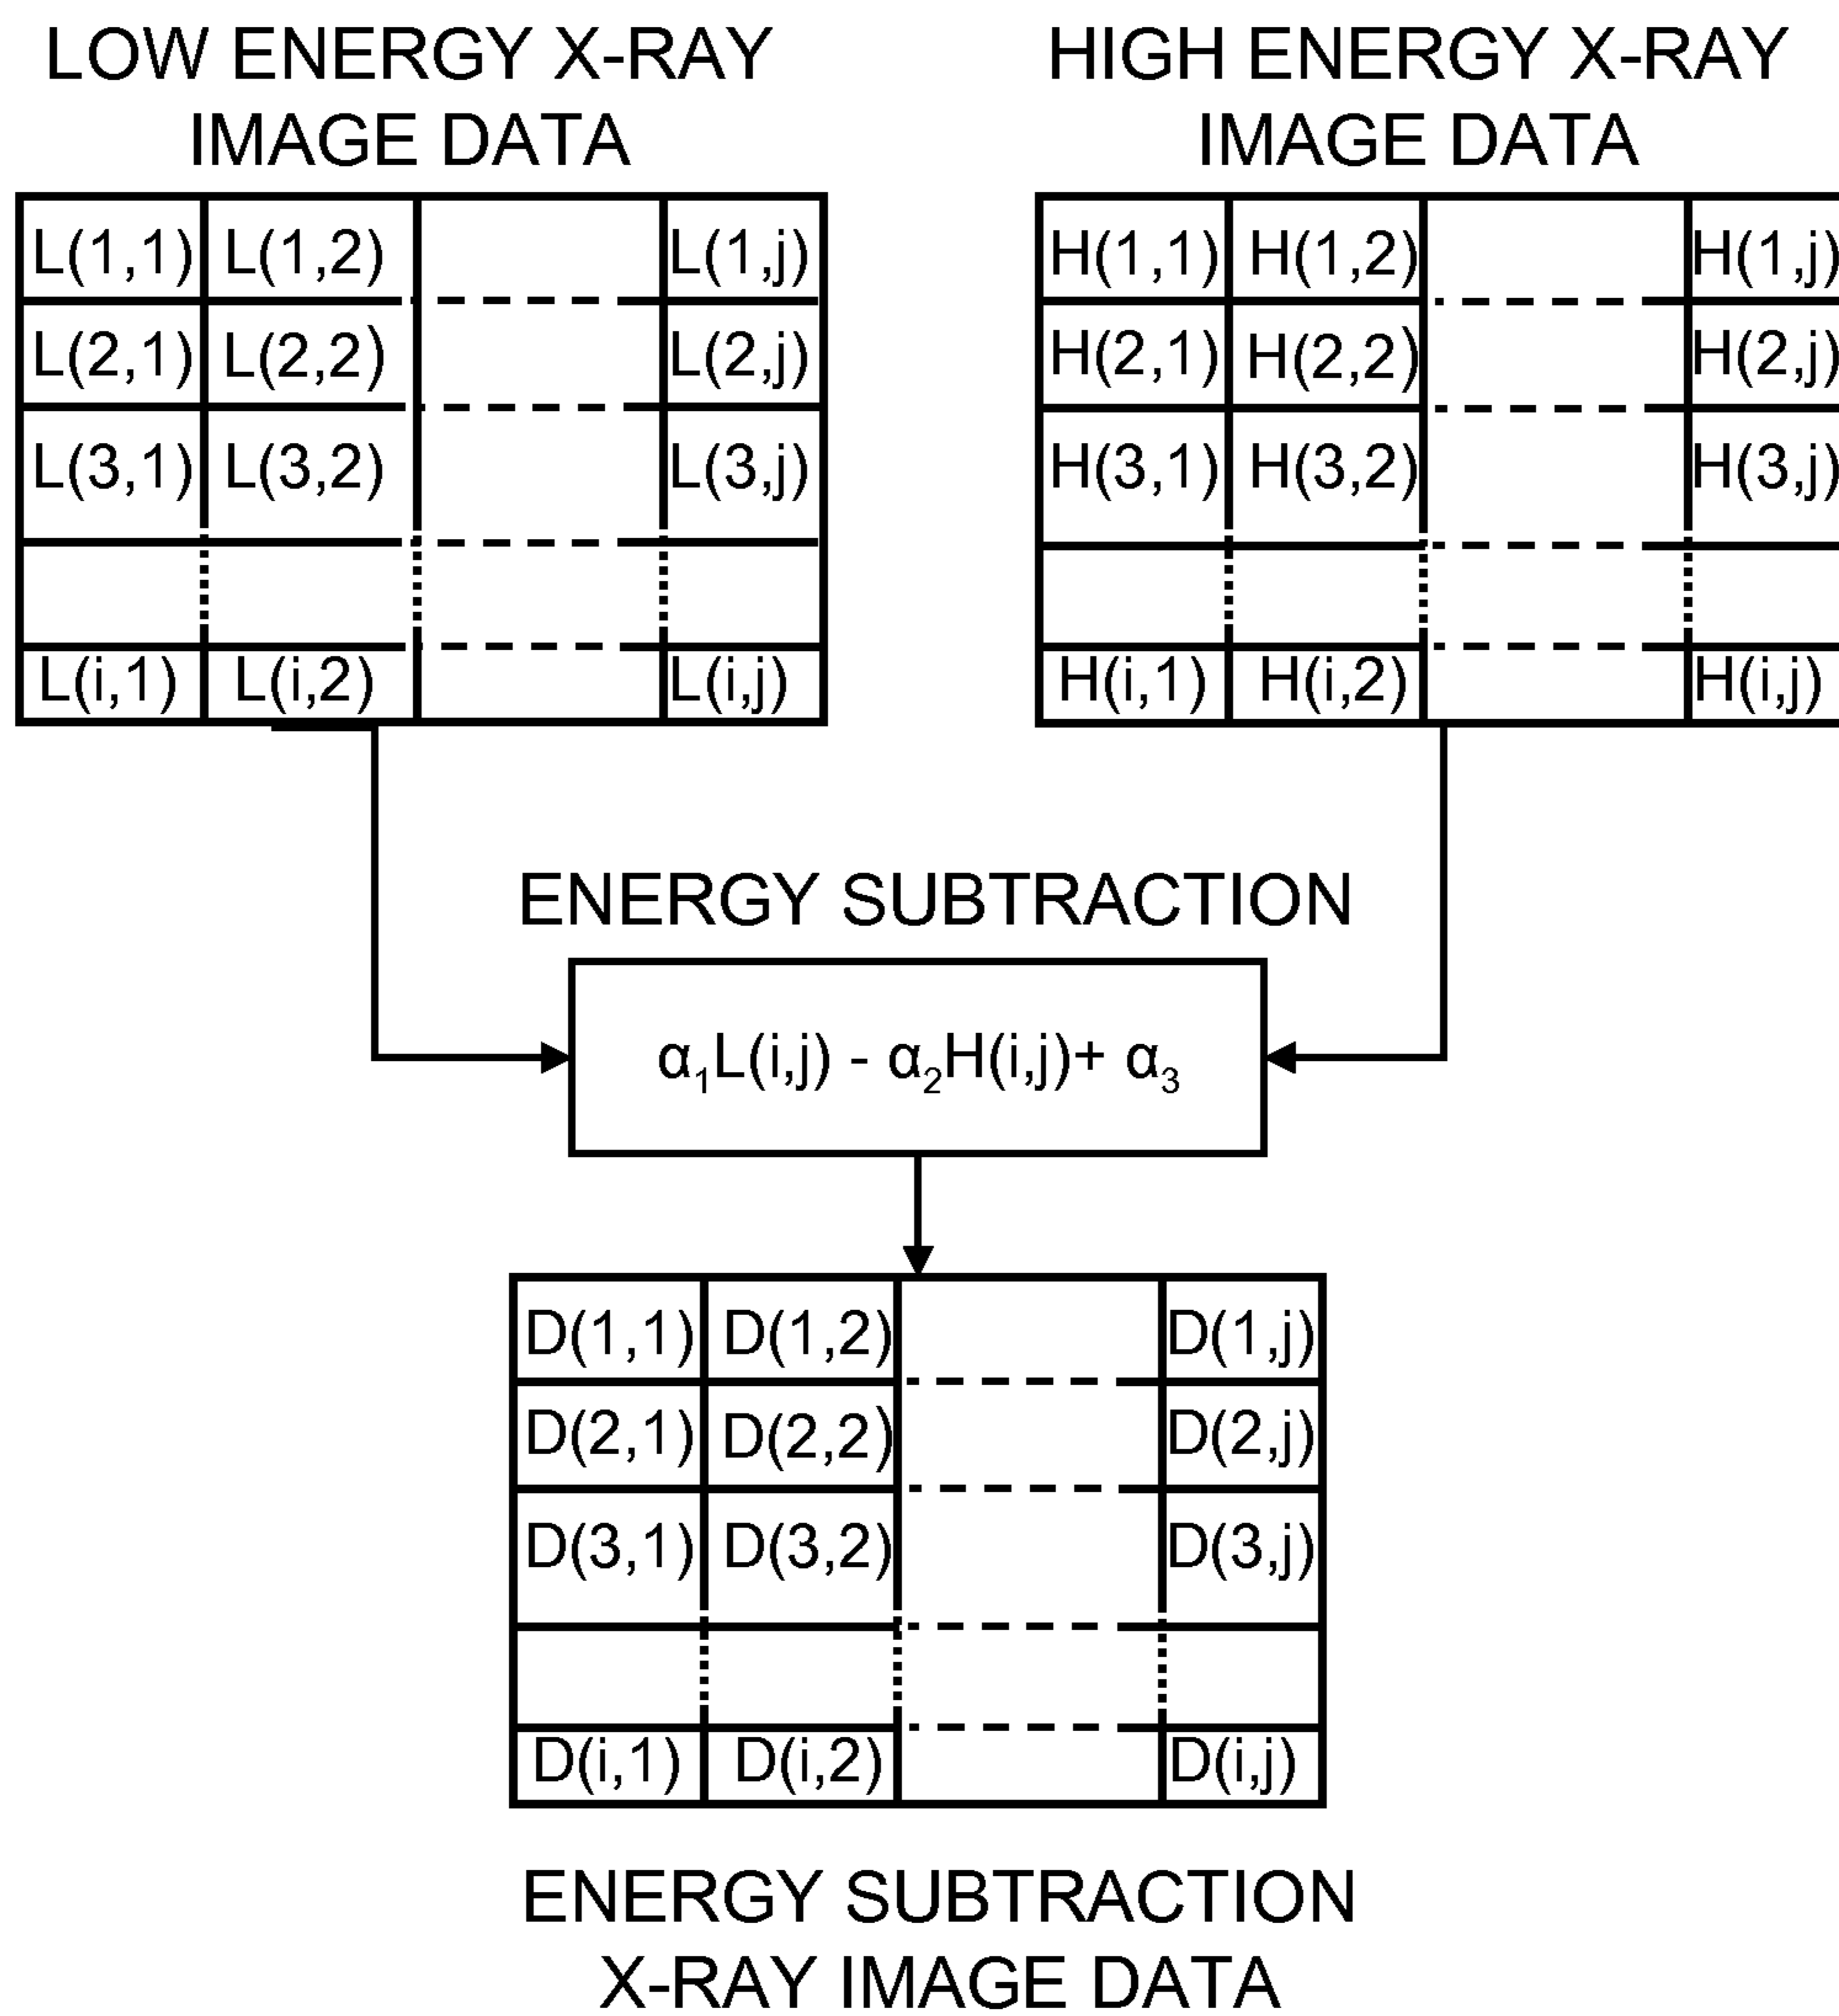 LOW ENERGY X-RAY
IMAGE DATA
L(1,1) L(1,2) L(1,j)
L(2,1) L(2,2) L(2,j)
L(3,1) L(3,2) L(3,j)
L(i,1) L(i,2) L(i,j)
HIGH ENERGY X-RAY
IMAGE DATA
H(1,1) H(1,2) H(1,j)
H(2,1) H(2,2) H(2,j)
H(3,1) H(3,2) H(3,j)
H(i,1) H(i,2) H(i,j)
ENERGY SUBTRACTION
α₁L(i,j) - α₂H(i,j)+ α₃
D(1,1) D(1,2) D(1,j)
D(2,1) D(2,2) D(2,j)
D(3,1) D(3,2) D(3,j)
D(i,1) D(i,2) D(i,j)
ENERGY SUBTRACTION
X-RAY IMAGE DATA